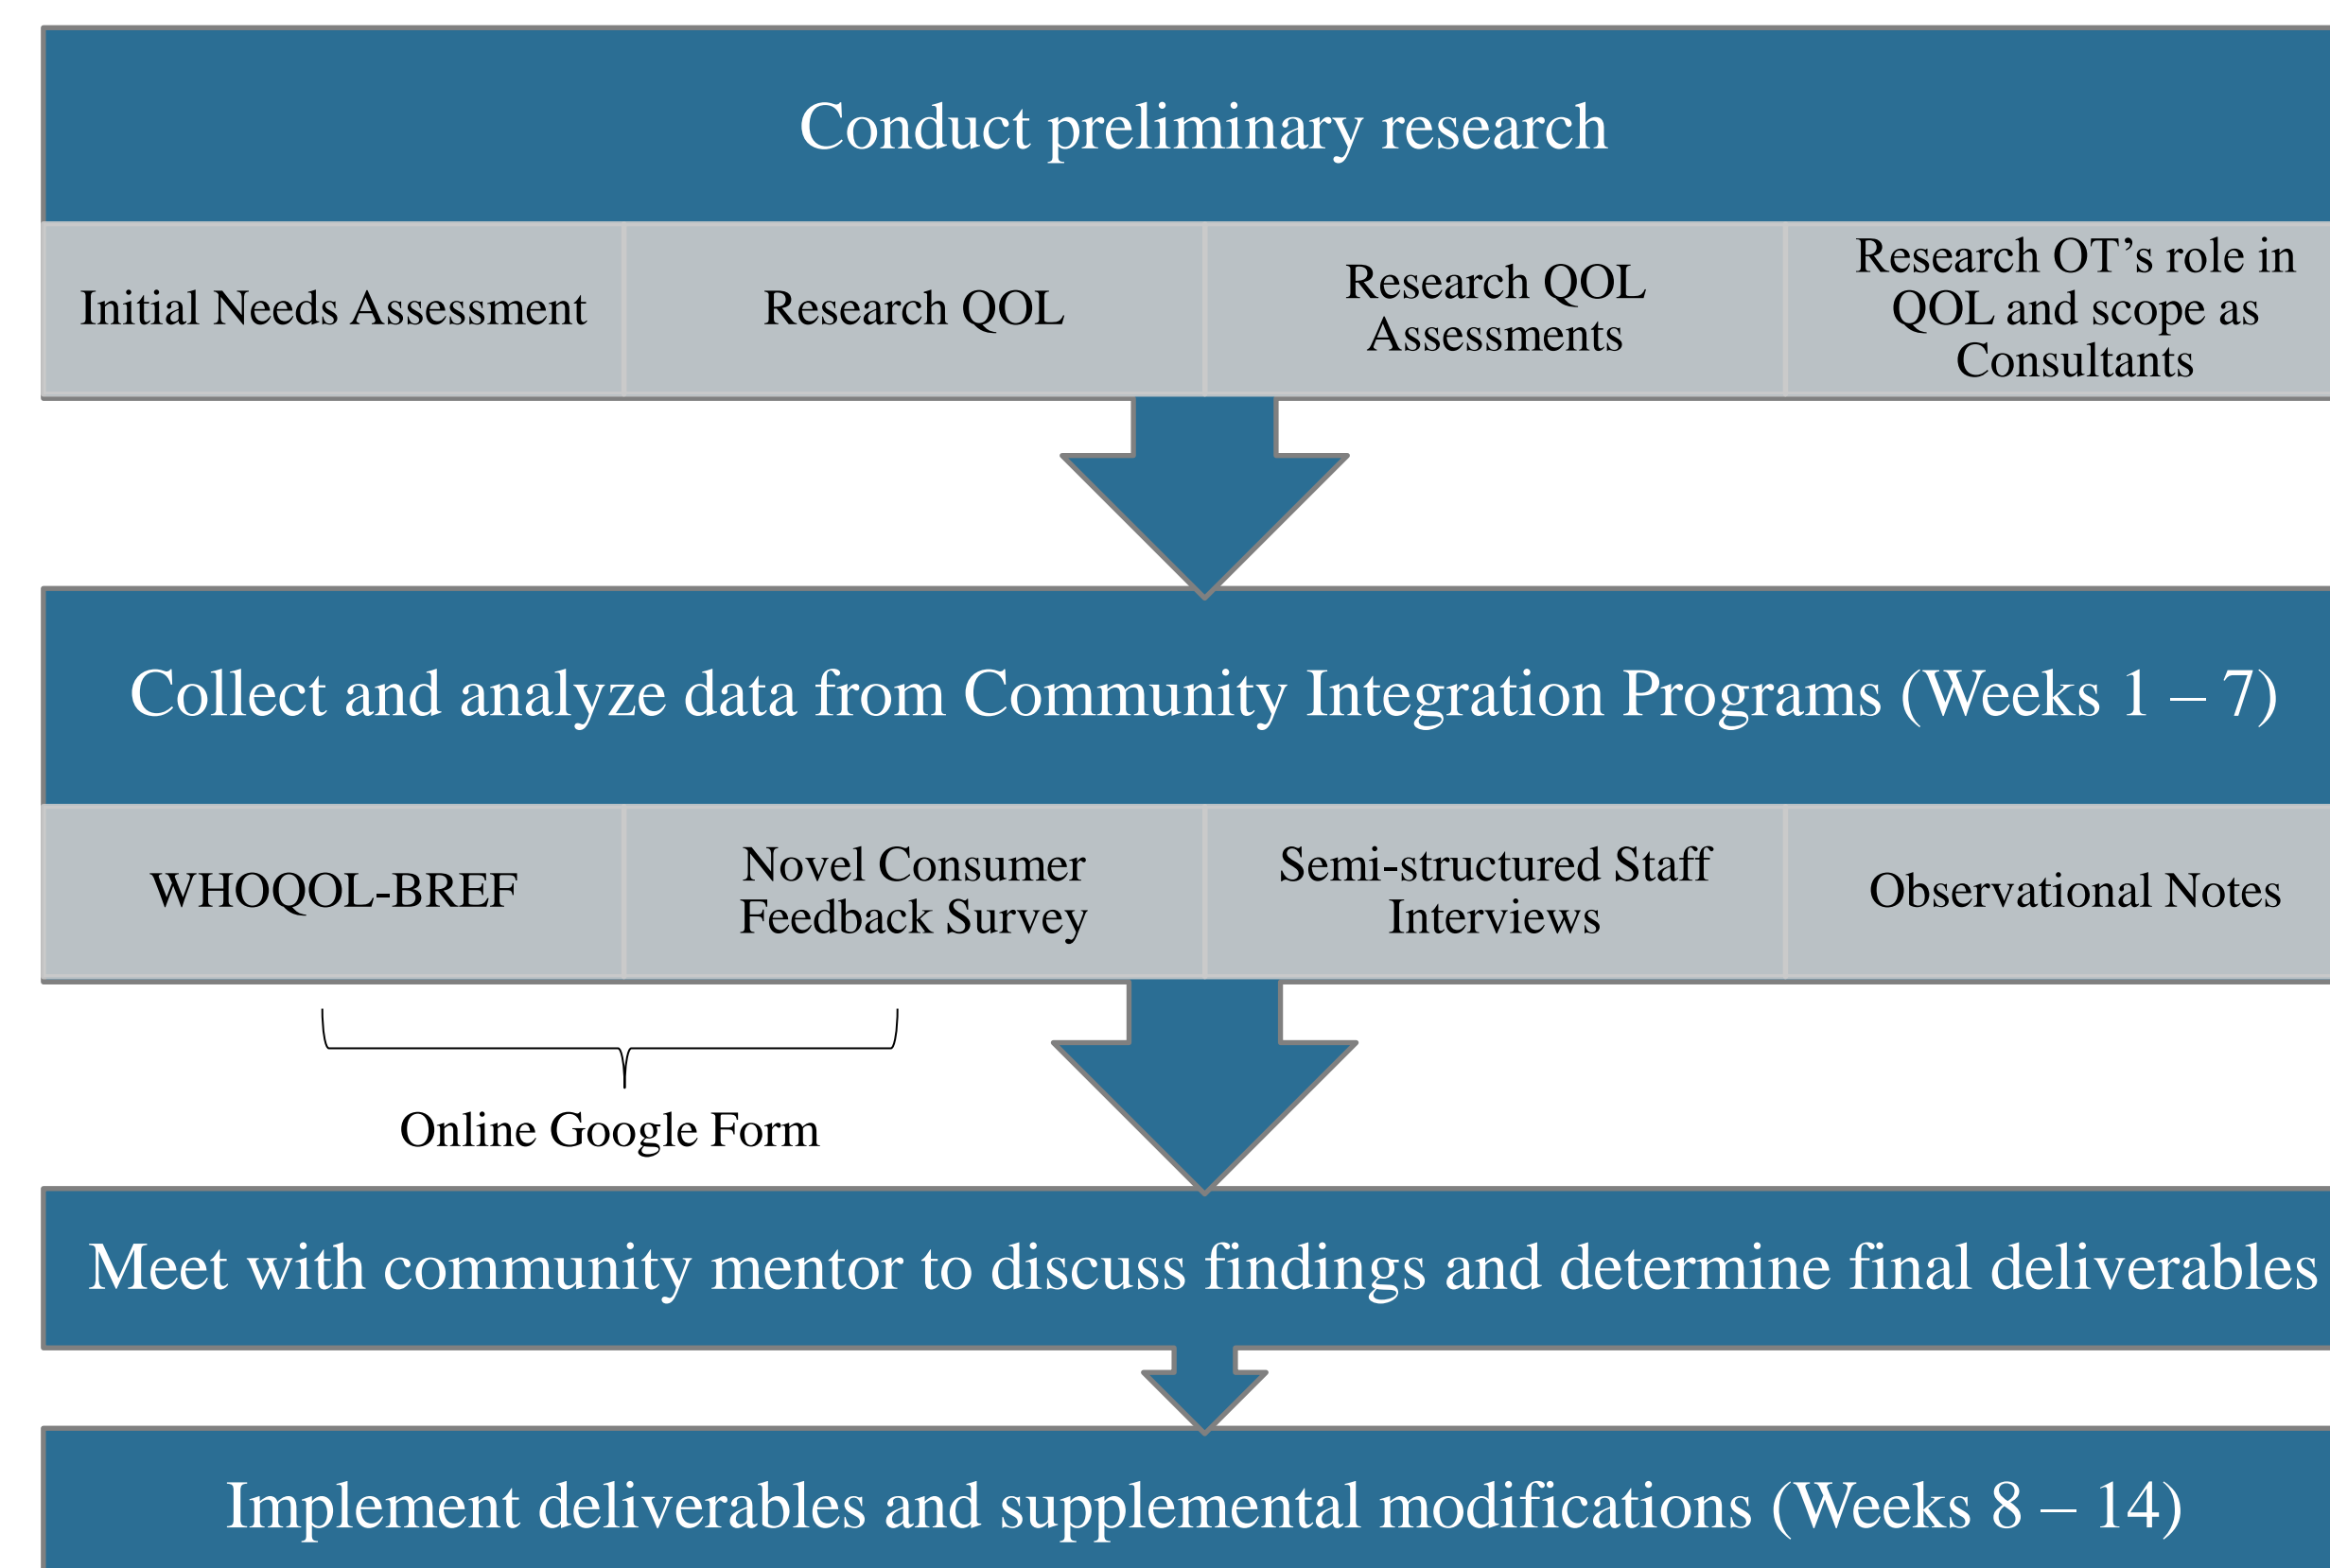 Conduct preliminary research
Initial Needs Assessment
Research QOL
Research QOL
Assessments
Research OT's role in
QOL and scope as
Consultants
Collect and analyze data from Community Integration Programs (Weeks 1 – 7)
WHOQOL-BREF
Novel Consumer
Feedback Survey
Semi-structured Staff
Interviews
Observational Notes
Online Google Form
Meet with community mentor to discuss findings and determine final deliverables
Implement deliverables and supplemental modifications (Weeks 8 – 14)